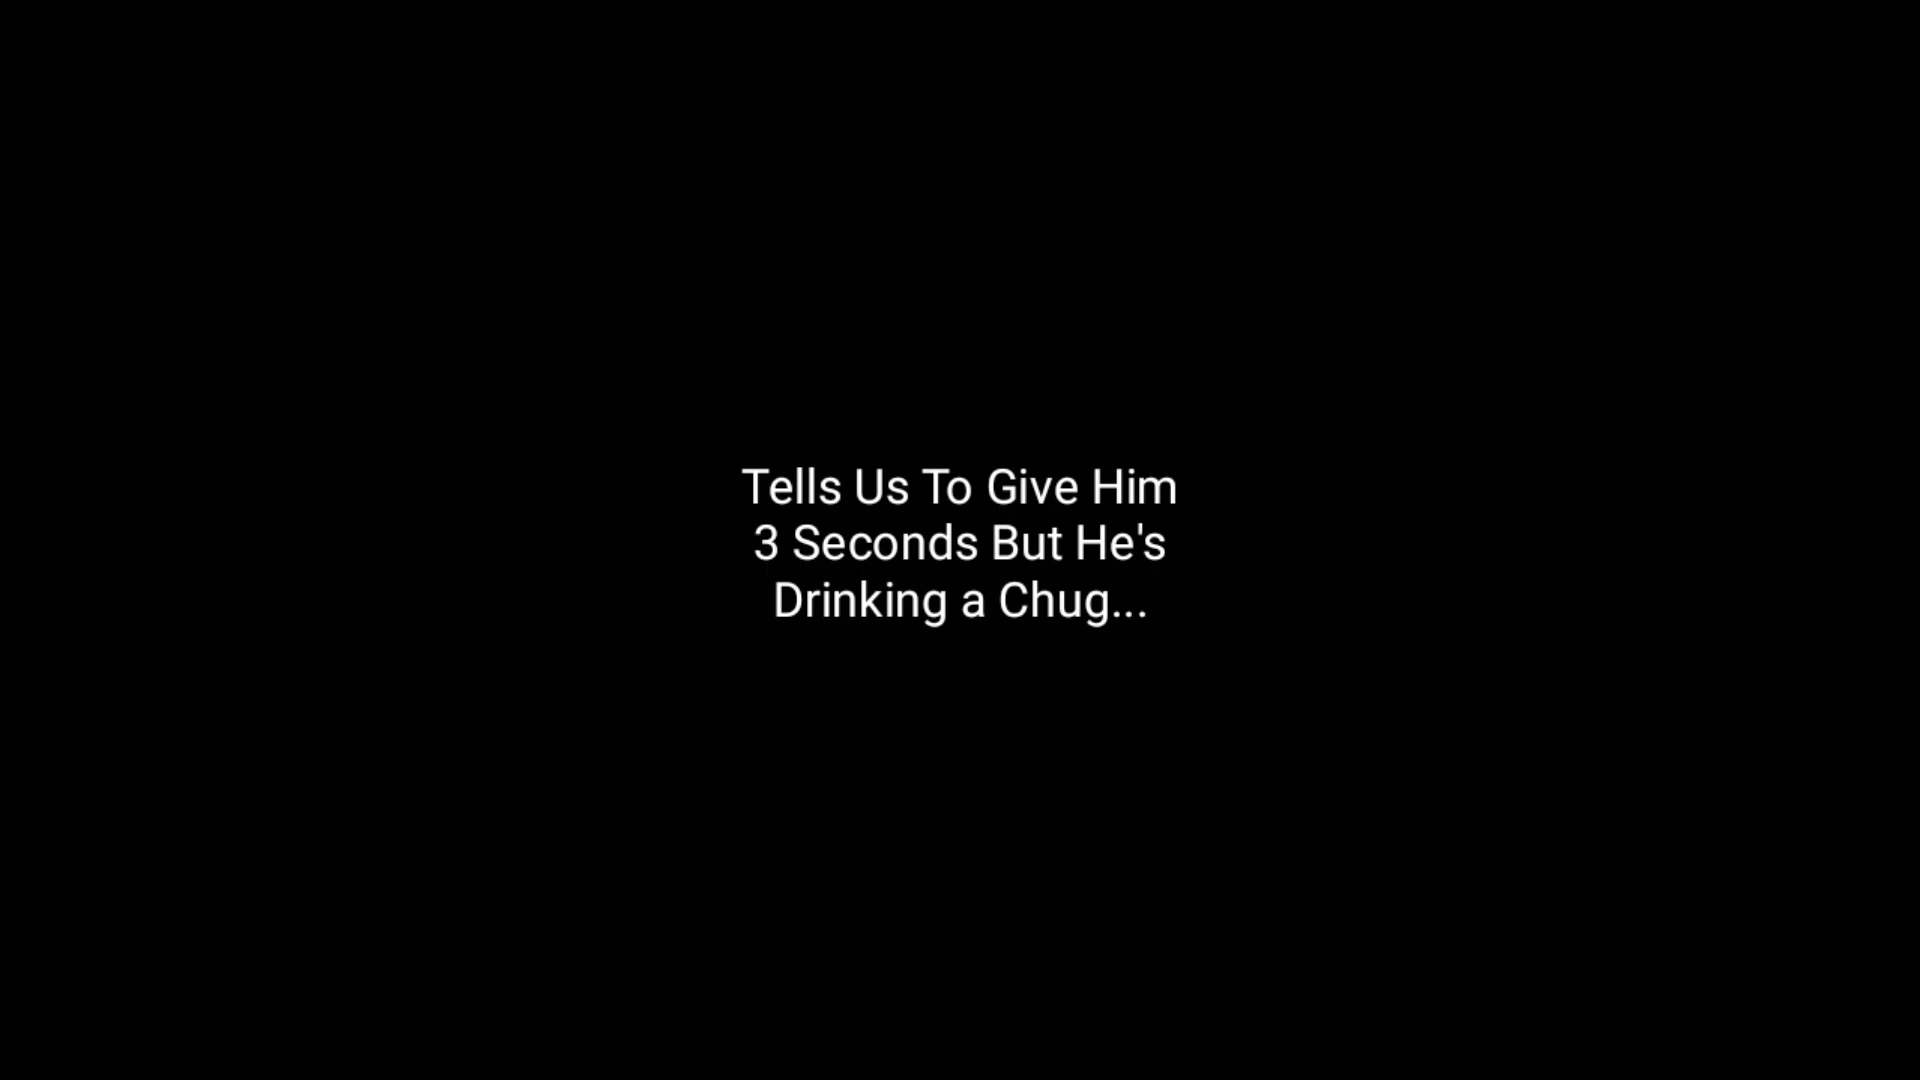 Tells Us To Give Him
3 Seconds But He's
Drinking a Chug...